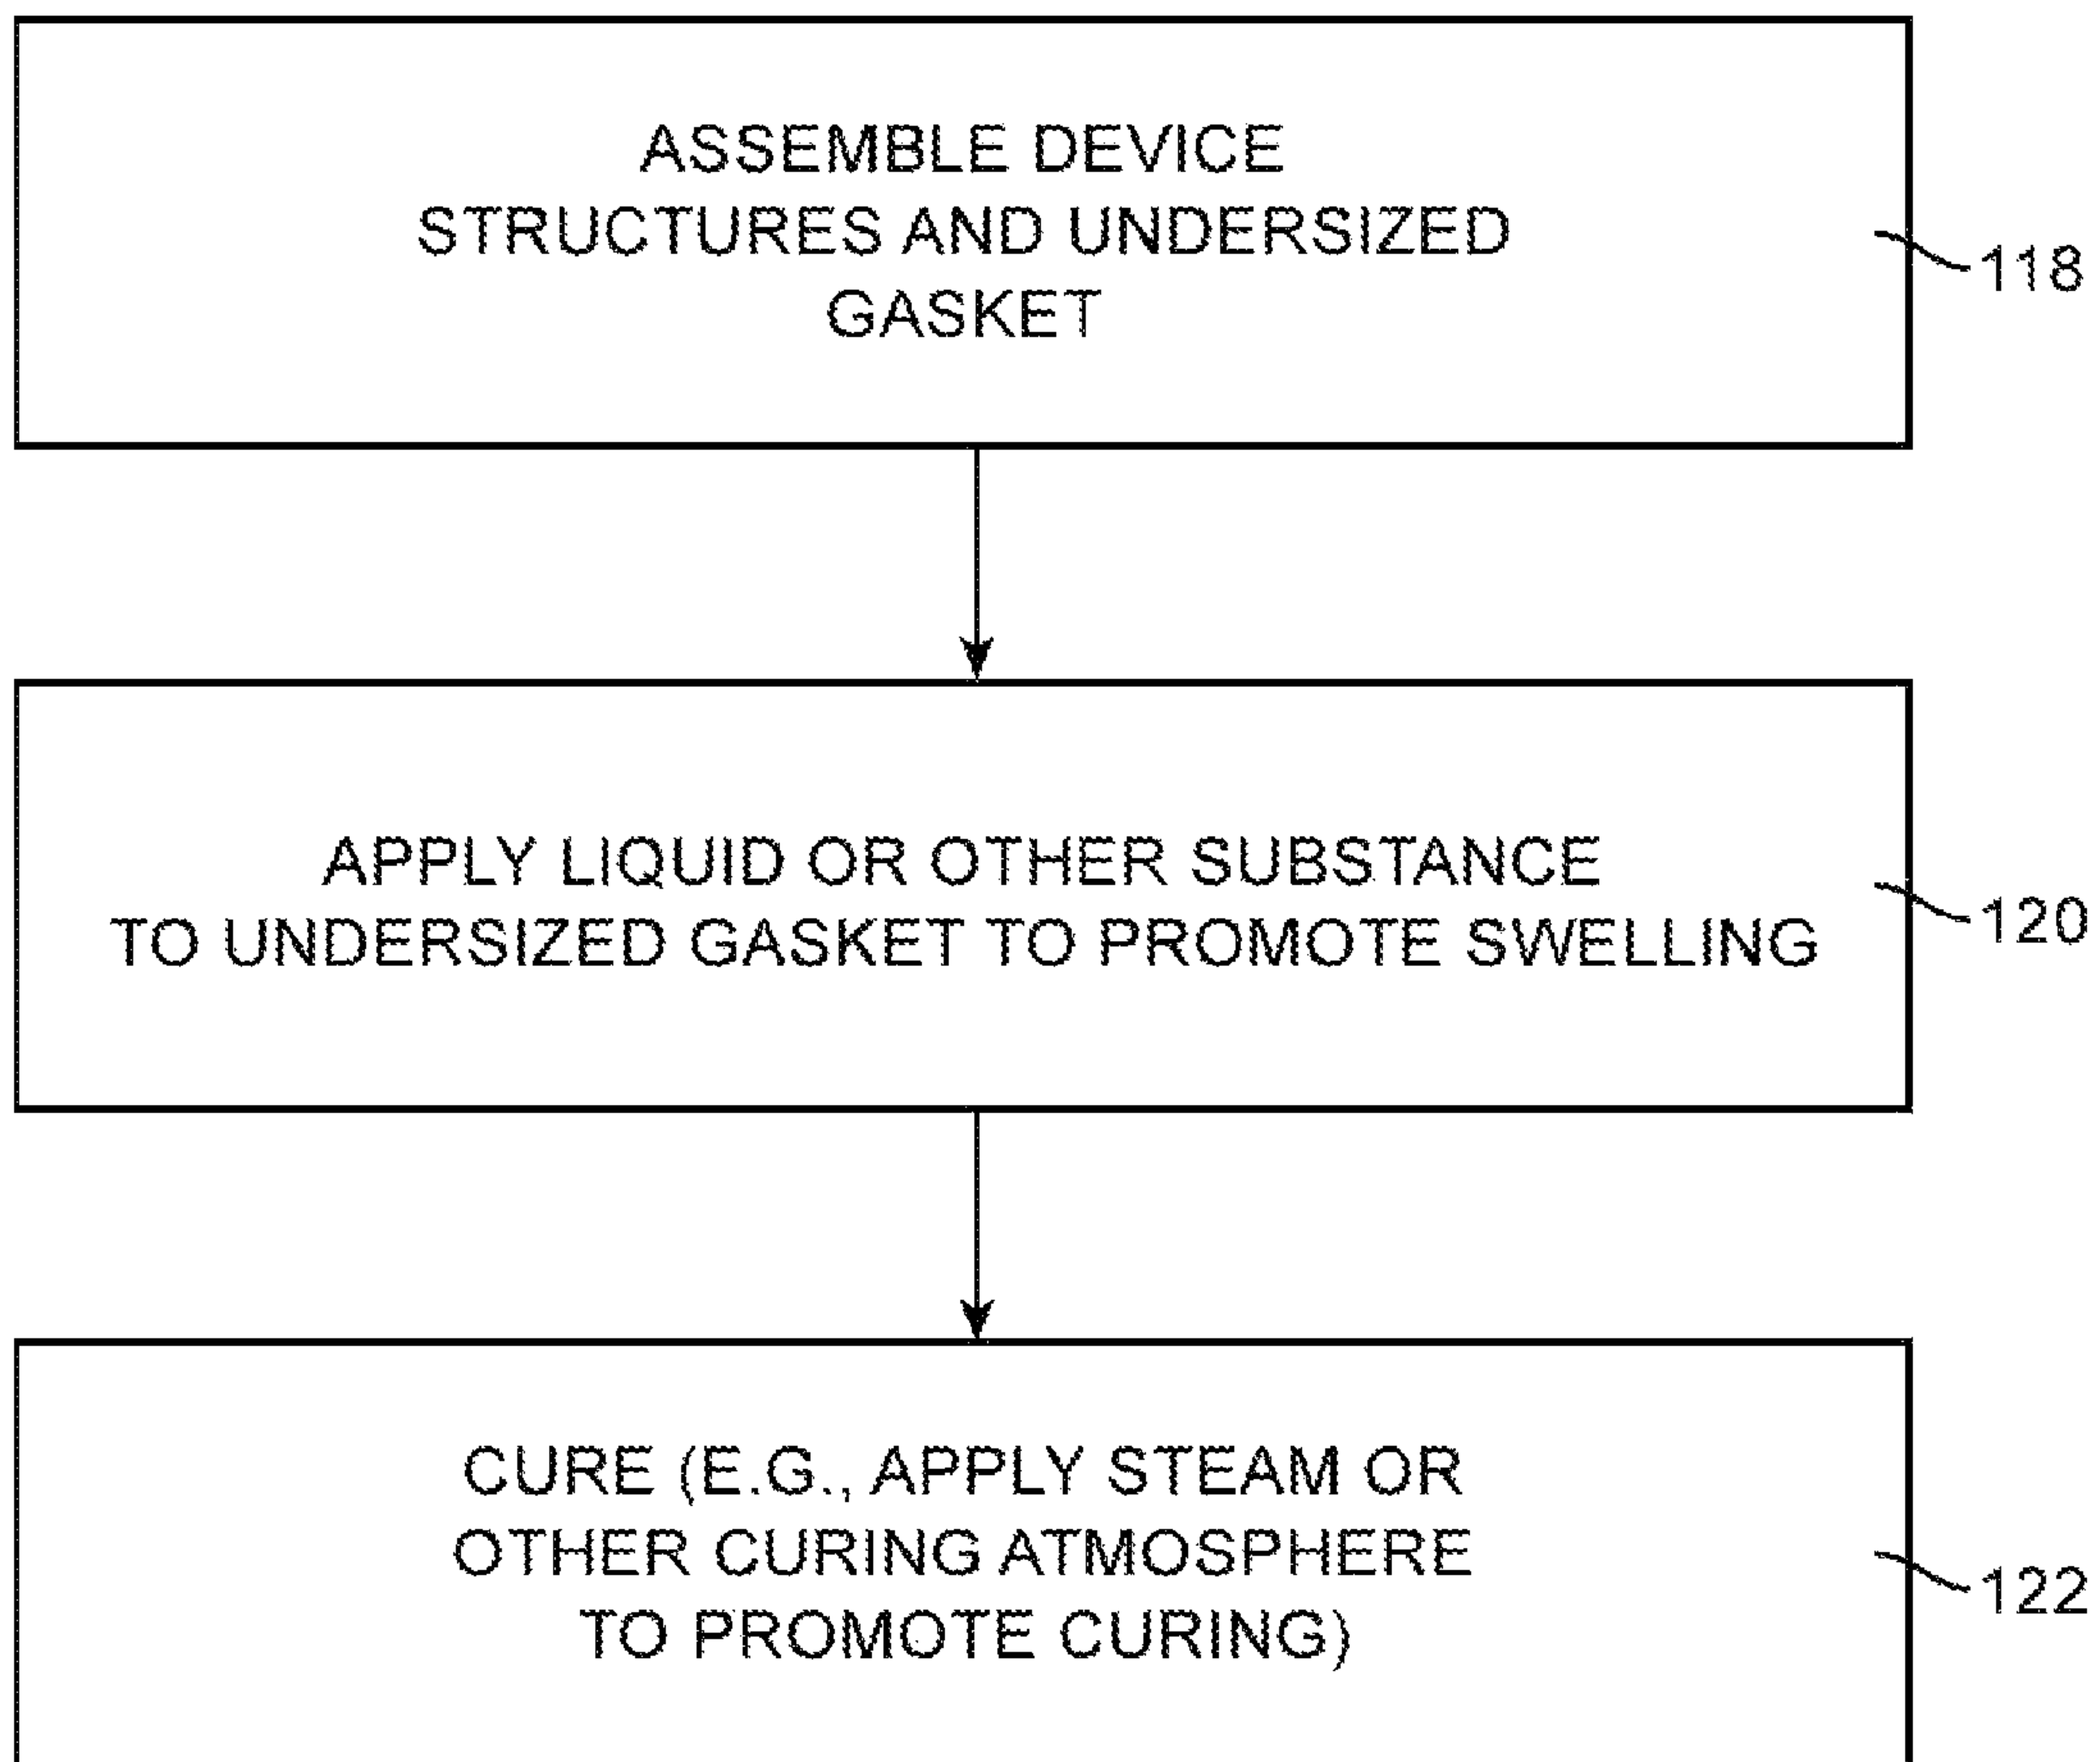 ASSEMBLE DEVICE
STRUCTURES AND UNDERSIZED
GASKET
118
APPLY LIQUID OR OTHER SUBSTANCE
TO UNDERSIZED GASKET TO PROMOTE SWELLING
120
CURE (E.G., APPLY STEAM OR
OTHER CURING ATMOSPHERE
TO PROMOTE CURING)
122